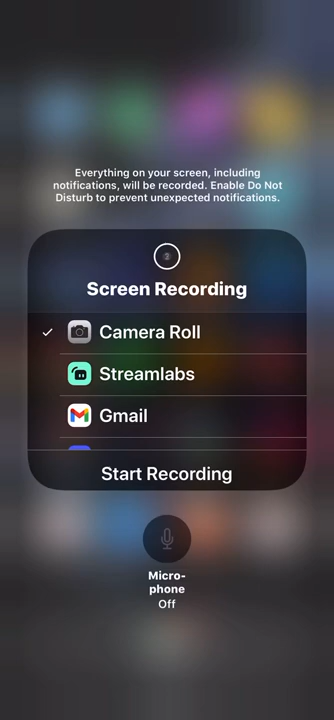 Everything on your screen, including
notifications, will be recorded. Enable Do Not
Disturb to prevent unexpected notifications.
Screen Recording
Camera Roll
Streamlabs
Gmail
Start Recording
Micro-
phone
Off